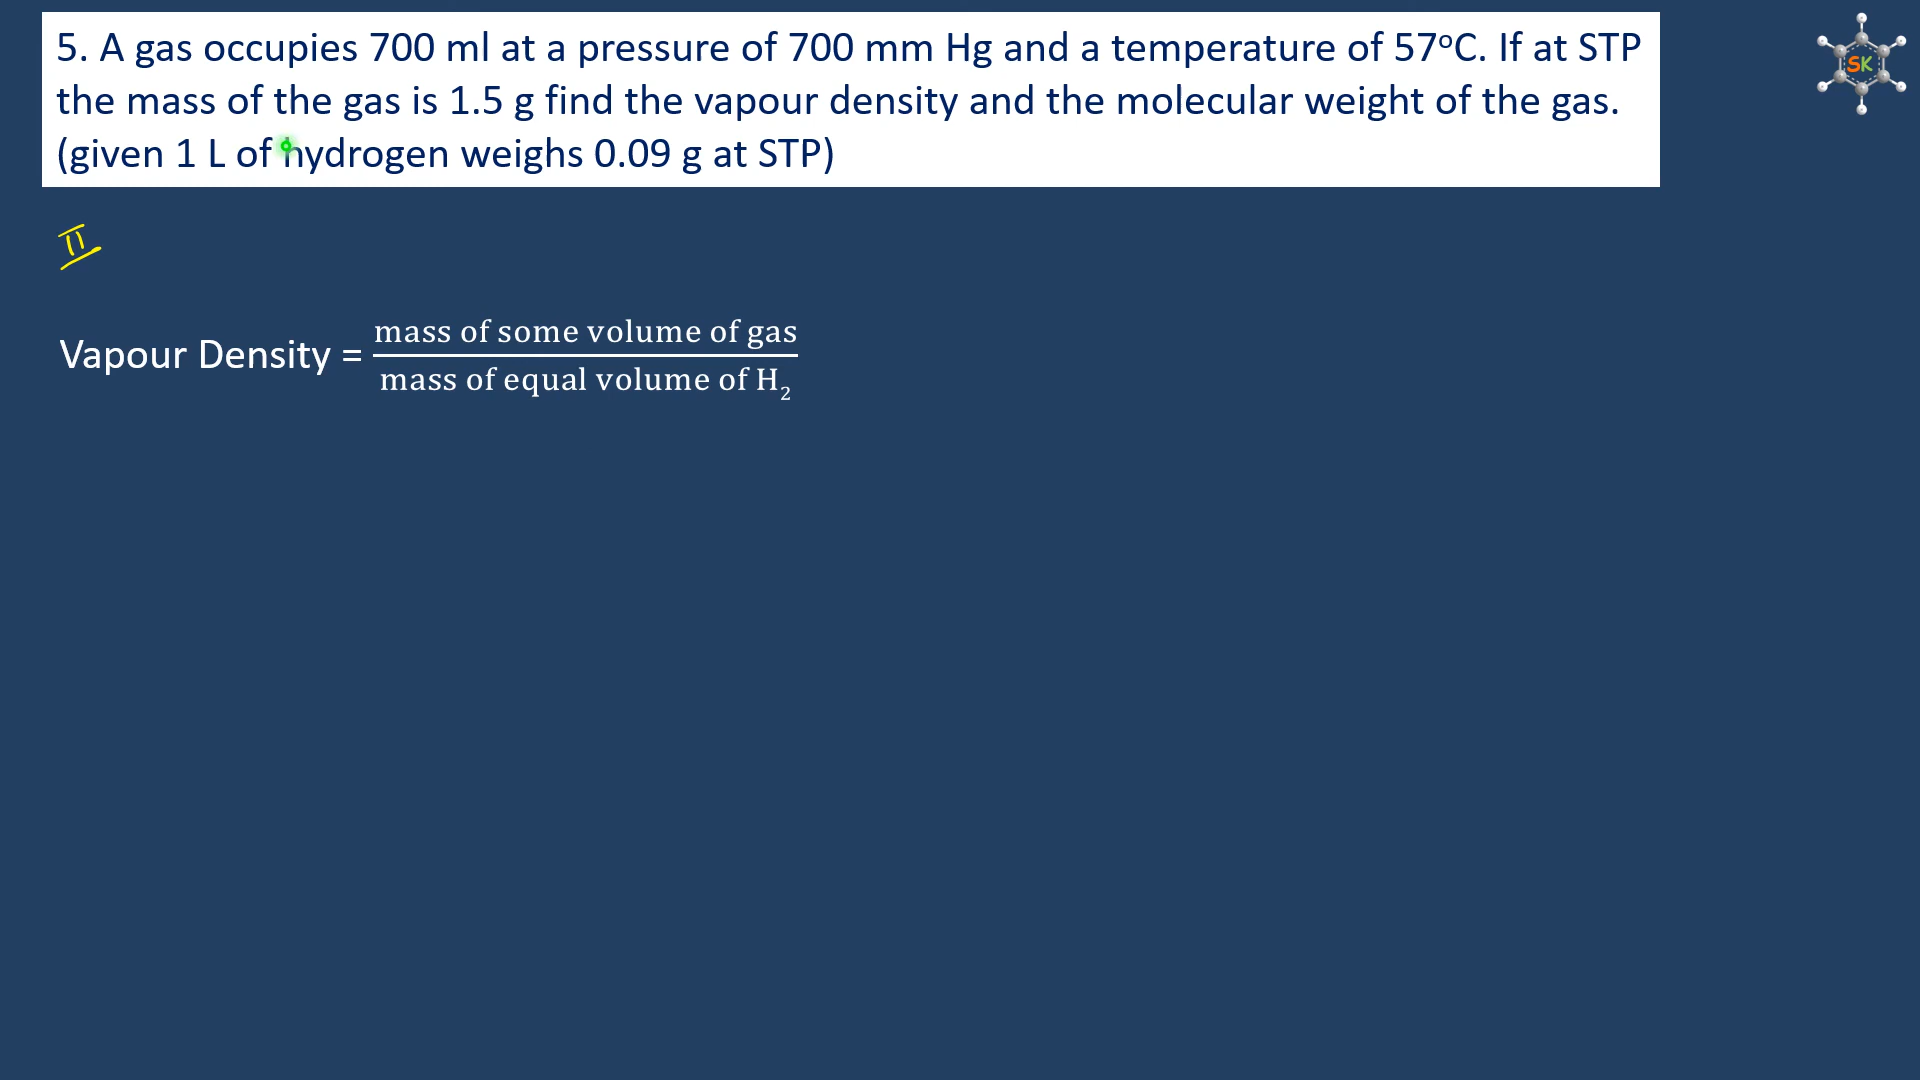 5. A gas occupies 700 ml at a pressure of 700 mm Hg and a temperature of 57°C. If at STP
the mass of the gas is 1.5 g find the vapour density and the molecular weight of the gas.
(given 1 L of hydrogen weighs 0.09 g at STP)
SK
II
Vapour Density = mass of some volume of gas
mass of equal volume of H₂